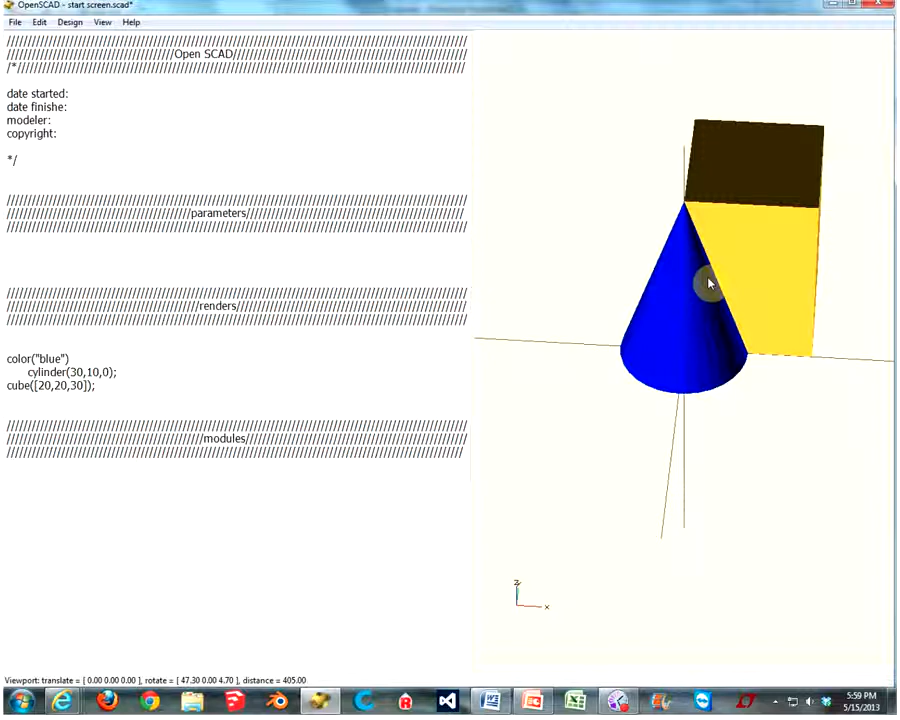 OpenSCAD - start screen.scad*
File Edit Design View Help
//////////////////////////////////////////////////////////////////////////////////////////////////////////////
////////////////////////////////////////Open SCAD////////////////////////////////////////////////////////
/*//////////////////////////////////////////////////////////////////////////////////////////////////////////
date started:
date finishe:
modeler:
copyright:
*/
//////////////////////////////////////////////////////////////////////////////////////////////////////////////
////////////////////////////////////////////parameters////////////////////////////////////////////////////
//////////////////////////////////////////////////////////////////////////////////////////////////////////////
//////////////////////////////////////////////////////////////////////////////////////////////////////////////
//////////////////////////////////////////////renders///////////////////////////////////////////////////////
//////////////////////////////////////////////////////////////////////////////////////////////////////////////
color("blue")
cylinder(30,10,0);
cube([20,20,30]);
//////////////////////////////////////////////////////////////////////////////////////////////////////////////
///////////////////////////////////////////////modules/////////////////////////////////////////////////////
/////////////////////////////////////////////////////////////////////////////////////////////////////////////
z
x
Viewport: translate = [ 0.00 0.00 0.00 ], rotate = [ 47.30 0.00 4.70 ], distance = 405.00
5:59 PM
5/15/2013